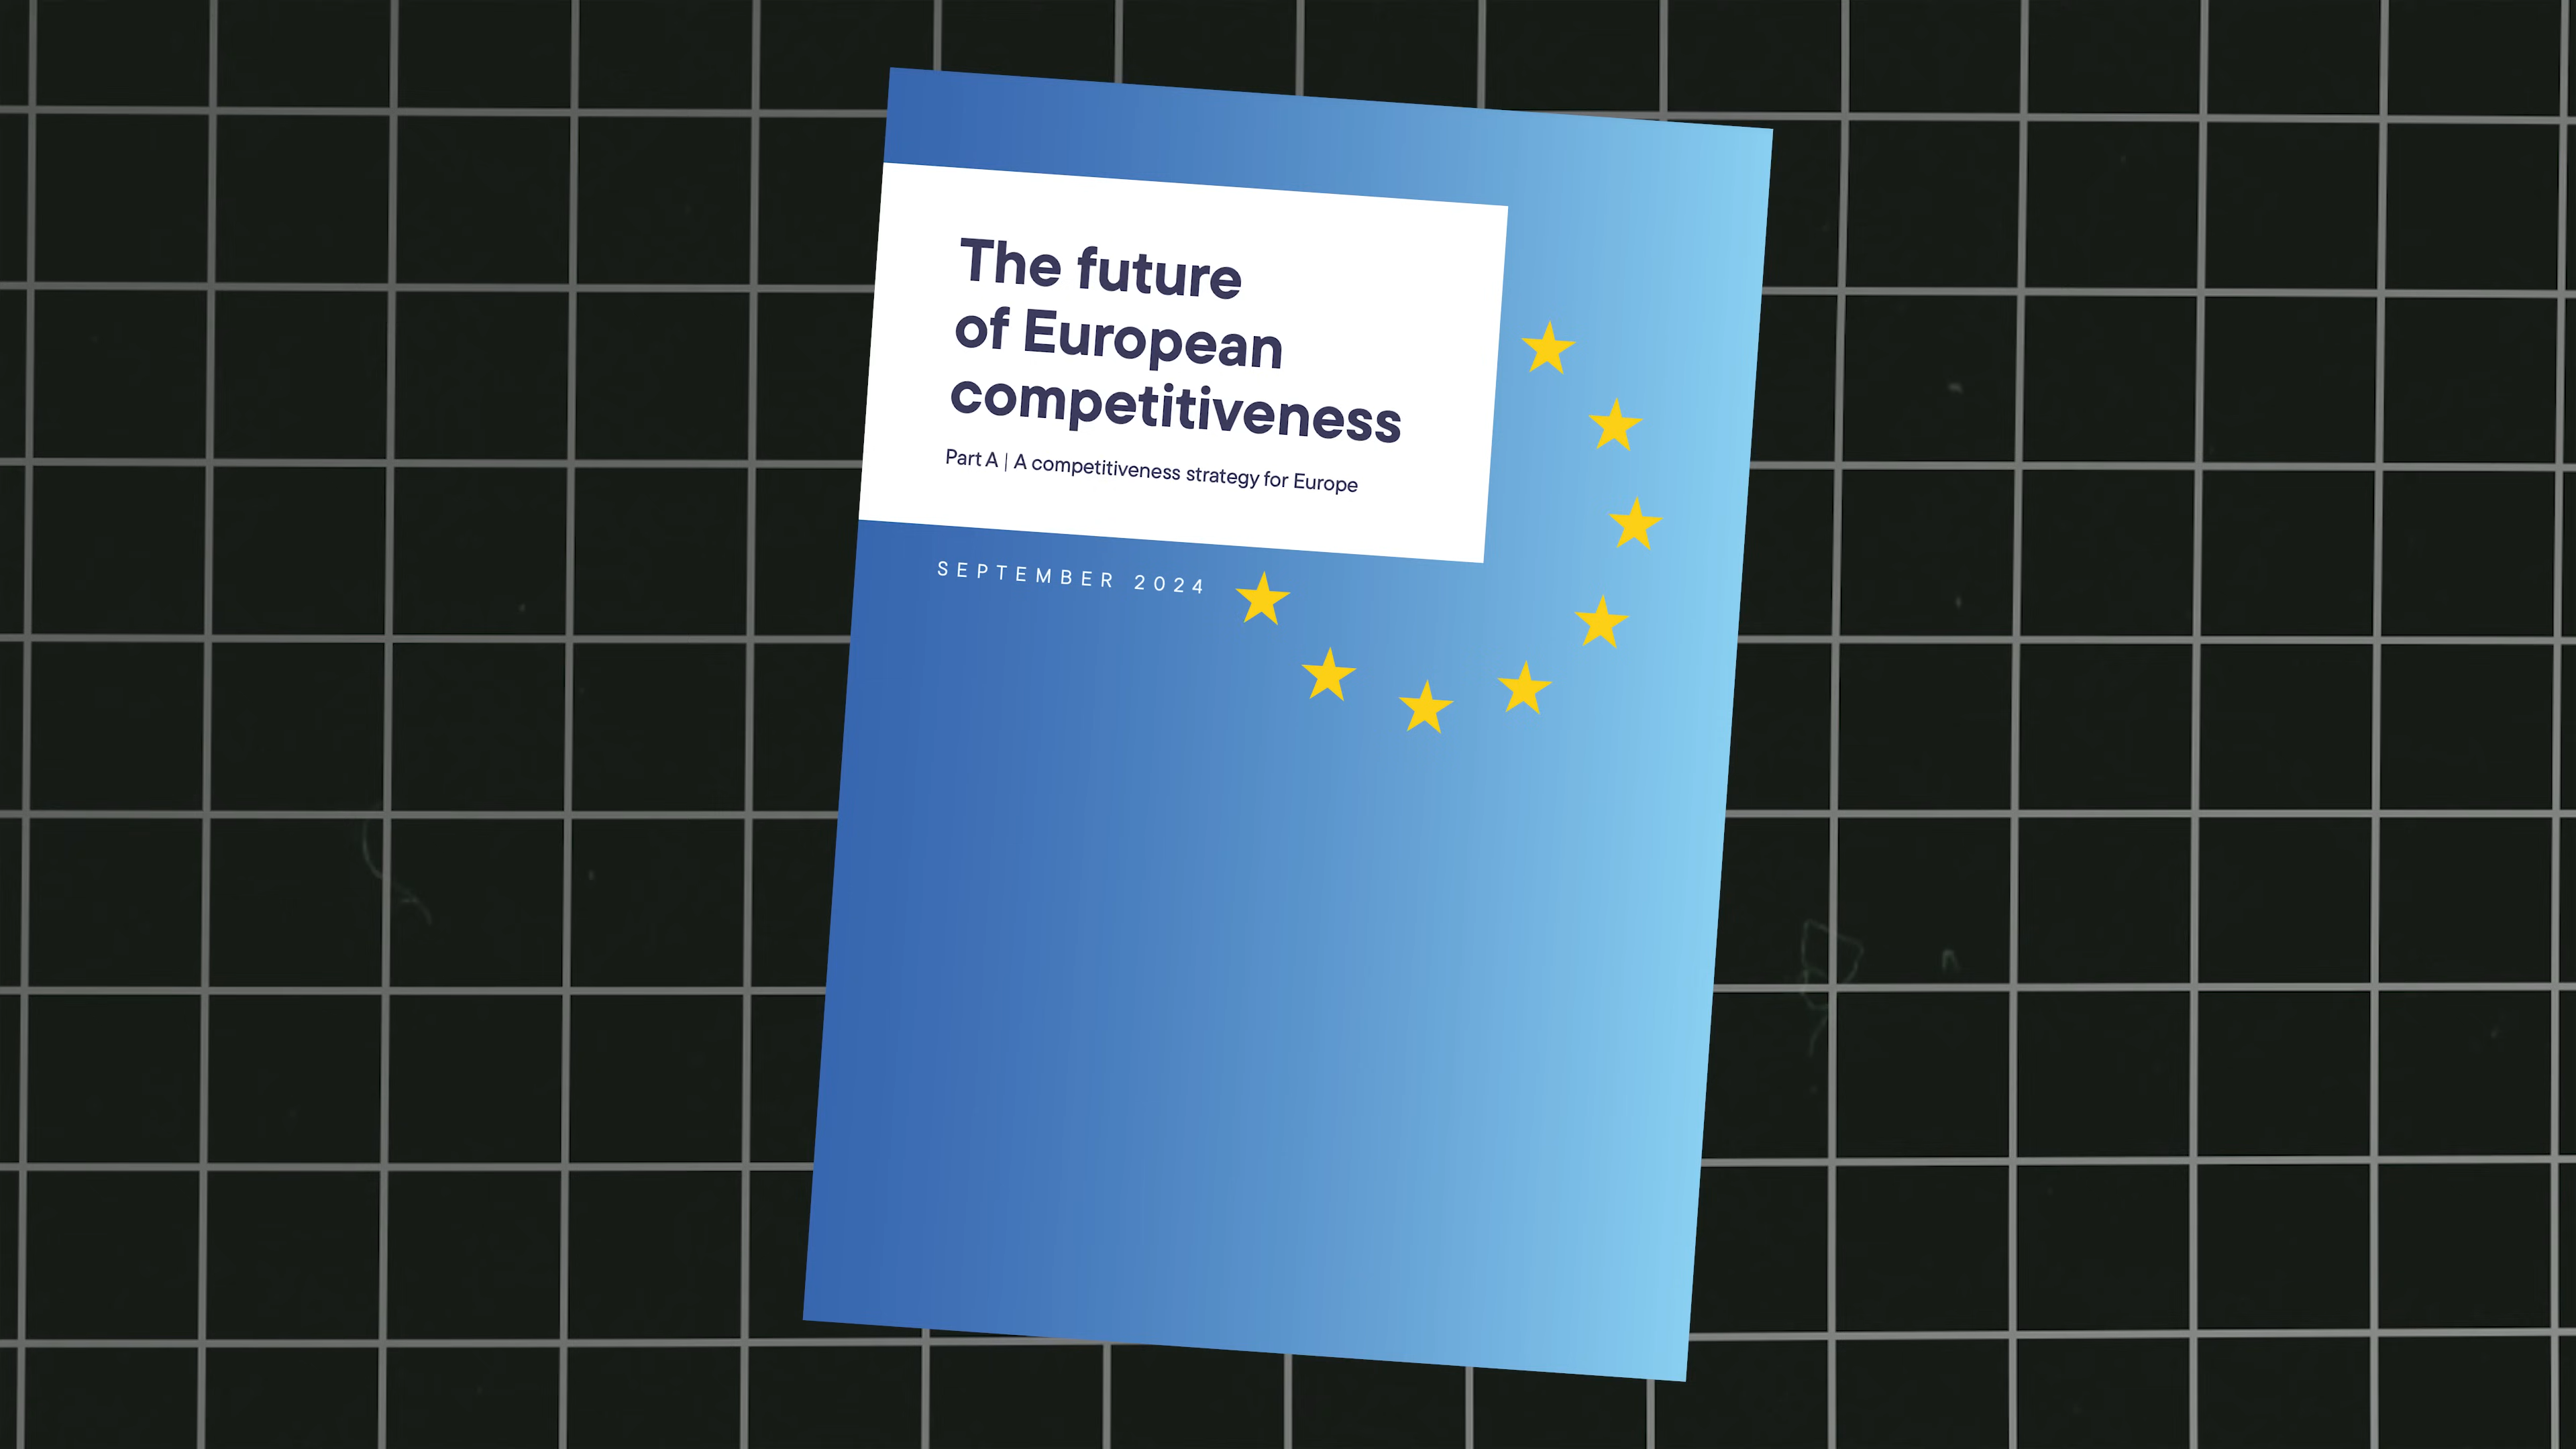 The future
of European
competitiveness
Part A | A competitiveness strategy for Europe
SEPTEMBER 2024